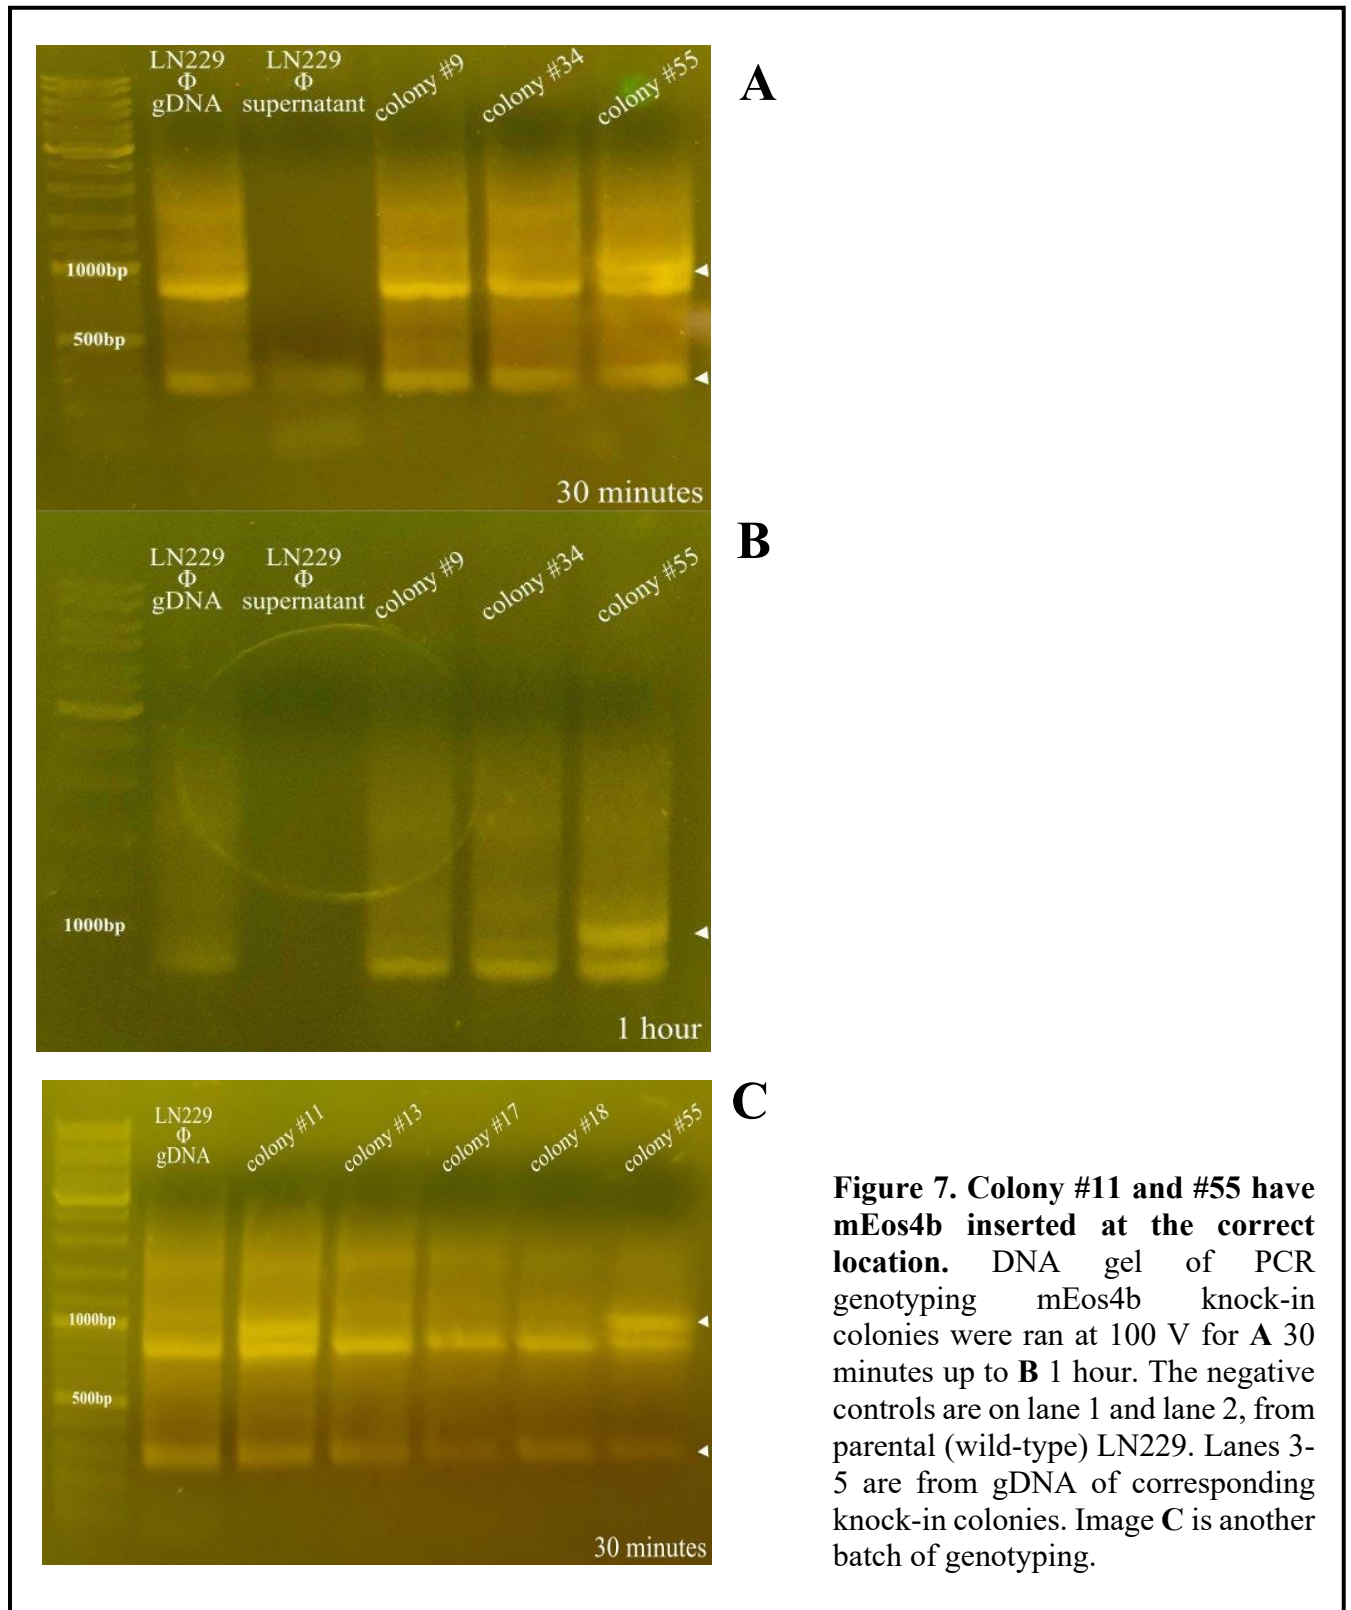 LN229
Φ
gDNA
LN229
Φ
supernatant
colony #9
colony #34
colony #55
A
1000bp
500bp
30 minutes
B
LN229
Φ
gDNA
LN229
Φ
supernatant
colony #9
colony #34
colony #55
1000bp
1 hour
C
LN229
Φ
gDNA
colony #11
colony #13
colony #17
colony #18
colony #55
1000bp
500bp
30 minutes
Figure 7. Colony #11 and #55 have
mEos4b inserted at the correct
location. DNA gel of PCR
genotyping mEos4b knock-in
colonies were ran at 100 V for A 30
minutes up to B 1 hour. The negative
controls are on lane 1 and lane 2, from
parental (wild-type) LN229. Lanes 3-
5 are from gDNA of corresponding
knock-in colonies. Image C is another
batch of genotyping.